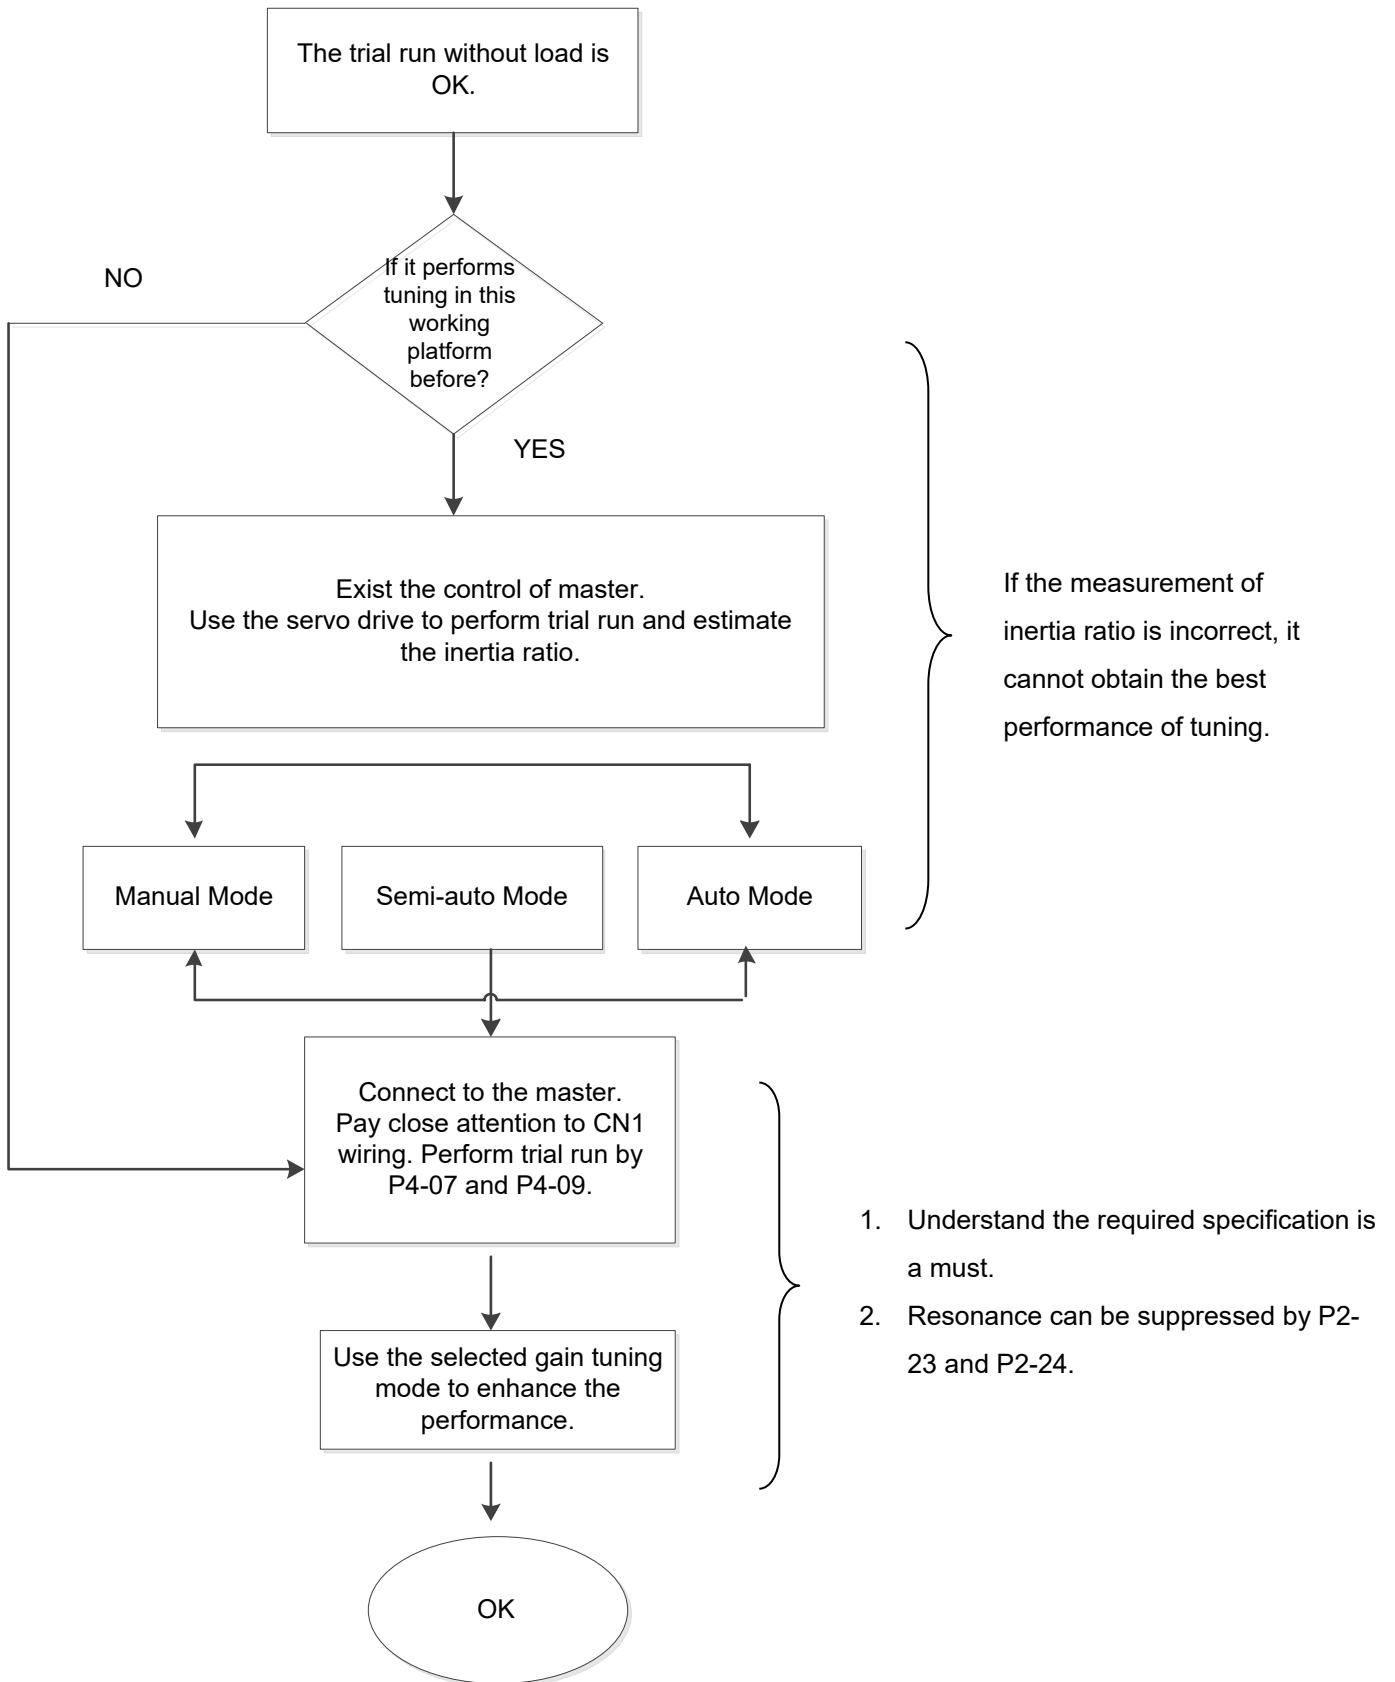 The trial run without load is
OK.
NO
If it performs
tuning in this
working
platform
before?
YES
Exist the control of master.
Use the servo drive to perform trial run and estimate
the inertia ratio.
If the measurement of
inertia ratio is incorrect, it
cannot obtain the best
performance of tuning.
Manual Mode
Semi-auto Mode
Auto Mode
Connect to the master.
Pay close attention to CN1
wiring. Perform trial run by
P4-07 and P4-09.
1. Understand the required specification is
a must.
2. Resonance can be suppressed by P2-
23 and P2-24.
Use the selected gain tuning
mode to enhance the
performance.
OK